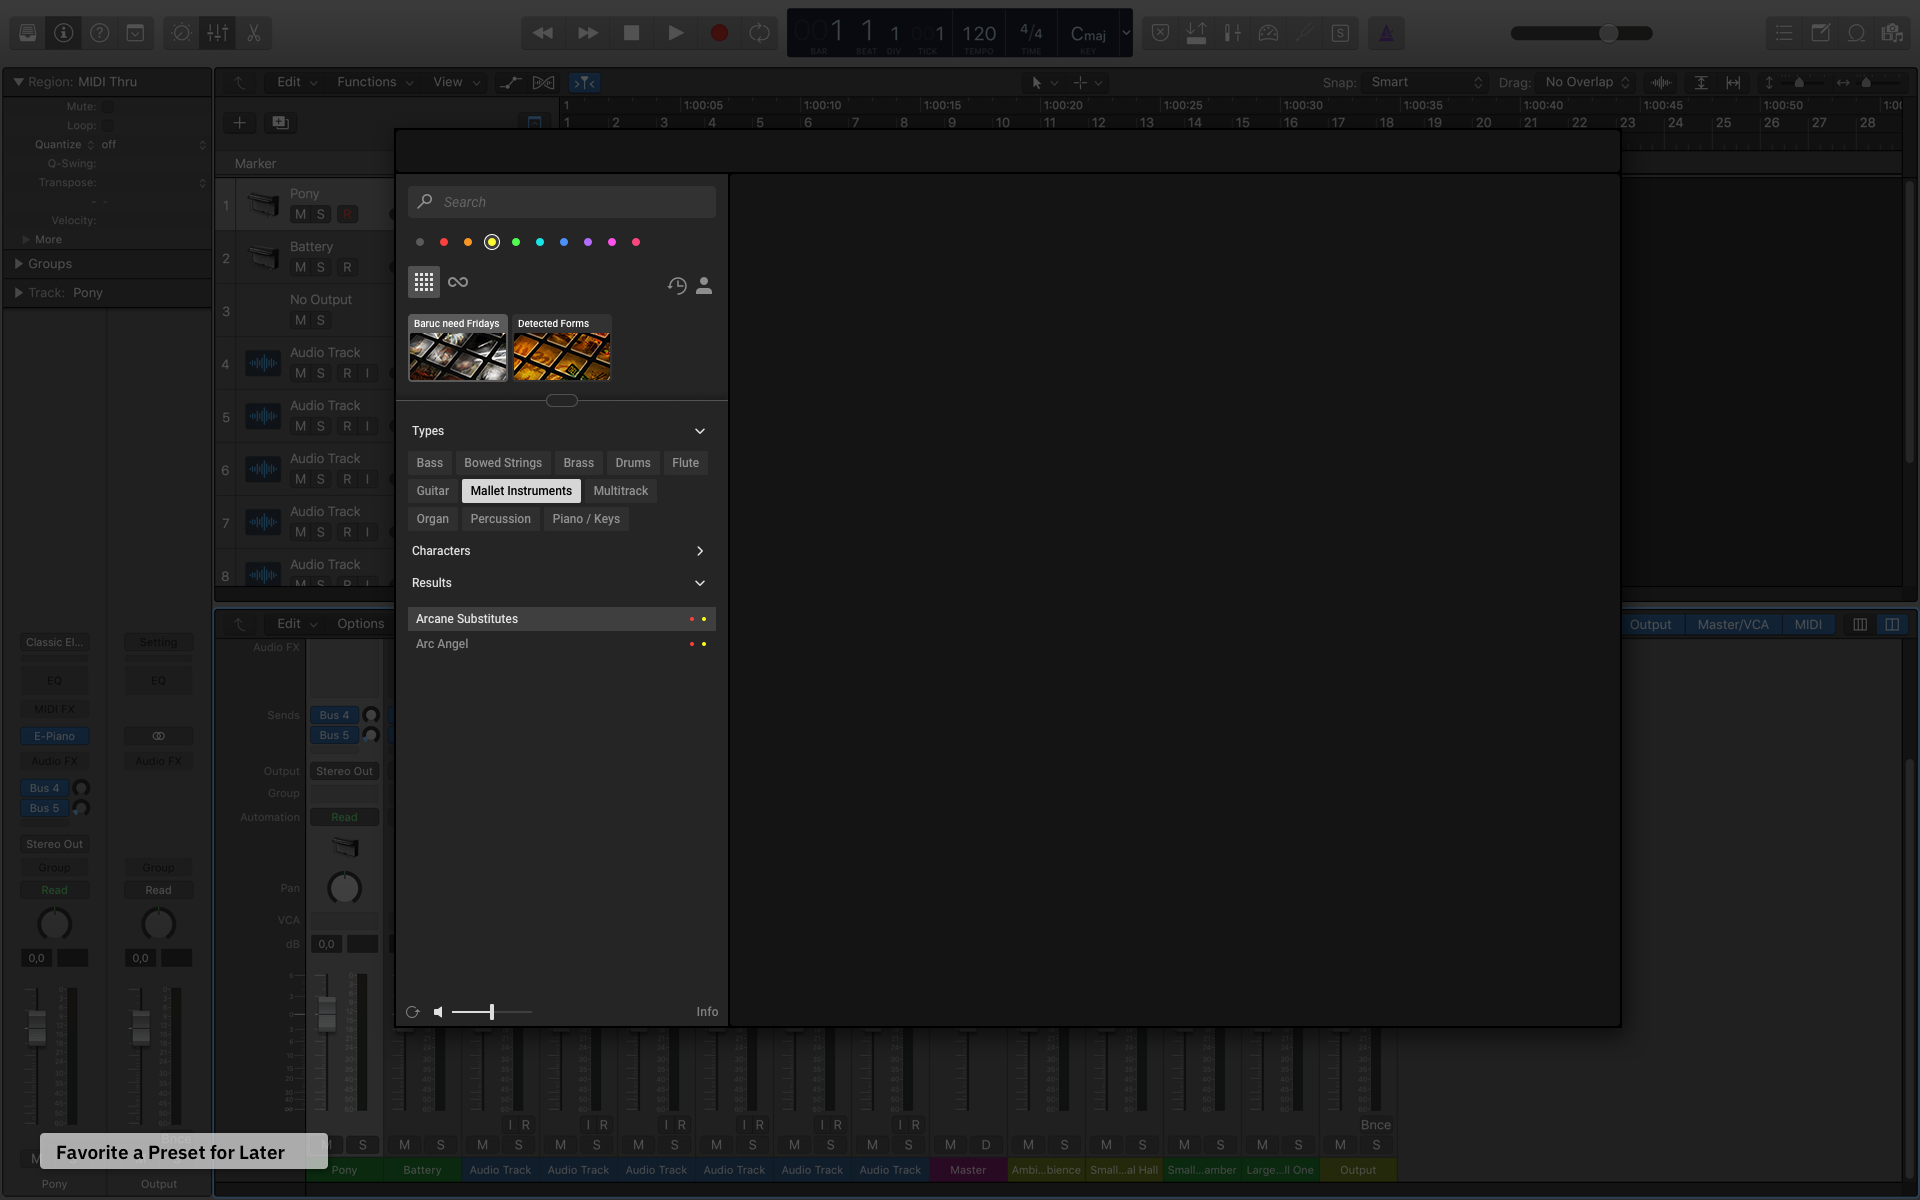 001 1 1 001 120 4/4 Cmaj
BAR BEAT DIV TICK TEMPO TIME KEY
Region: MIDI Thru
Edit Functions View
Snap: Smart Drag: No Overlap
Mute:
Loop:
Quantize off
Q-Swing:
Transpose:
- -
Velocity:
More
Groups
Track: Pony
1 1:00:05 1:00:10 1:00:15 1:00:20 1:00:25 1:00:30 1:00:35 1:00:40 1:00:45 1:00:50
1 2 3 4 5 6 7 8 9 10 11 12 13 14 15 16 17 18 19 20 21 22 23 24 25 26 27 28
Marker
1 Pony
M S R
2 Battery
M S R
3 No Output
M S
4 Audio Track
M S R I
5 Audio Track
M S R I
6 Audio Track
M S R I
7 Audio Track
M S R I
8 Audio Track
M S R I
Search
Baruc need Fridays Detected Forms
Types
Bass Bowed Strings Brass Drums Flute
Guitar Mallet Instruments Multitrack
Organ Percussion Piano / Keys
Characters
Results
Arcane Substitutes
Arc Angel
Info
Edit Options
Output Master/VCA MIDI
Classic El... Setting
EQ EQ
MIDI FX
E-Piano
Audio FX Audio FX
Bus 4
Bus 5
Stereo Out
Group Group
Read Read
0,0 0,0
Audio FX
Sends Bus 4
Bus 5
Output Stereo Out
Group
Automation Read
Pan
VCA
dB 0,0
I R I R I R I R I R I R Bnce
Bnce
M S M S M S M S M S M S M S M D M S M S M S M S M S
Pony Battery Audio Track Audio Track Audio Track Audio Track Audio Track Audio Track Master Ambi...bience Small...al Hall Small...amber Large...ll One Output
Pony Output
Favorite a Preset for Later